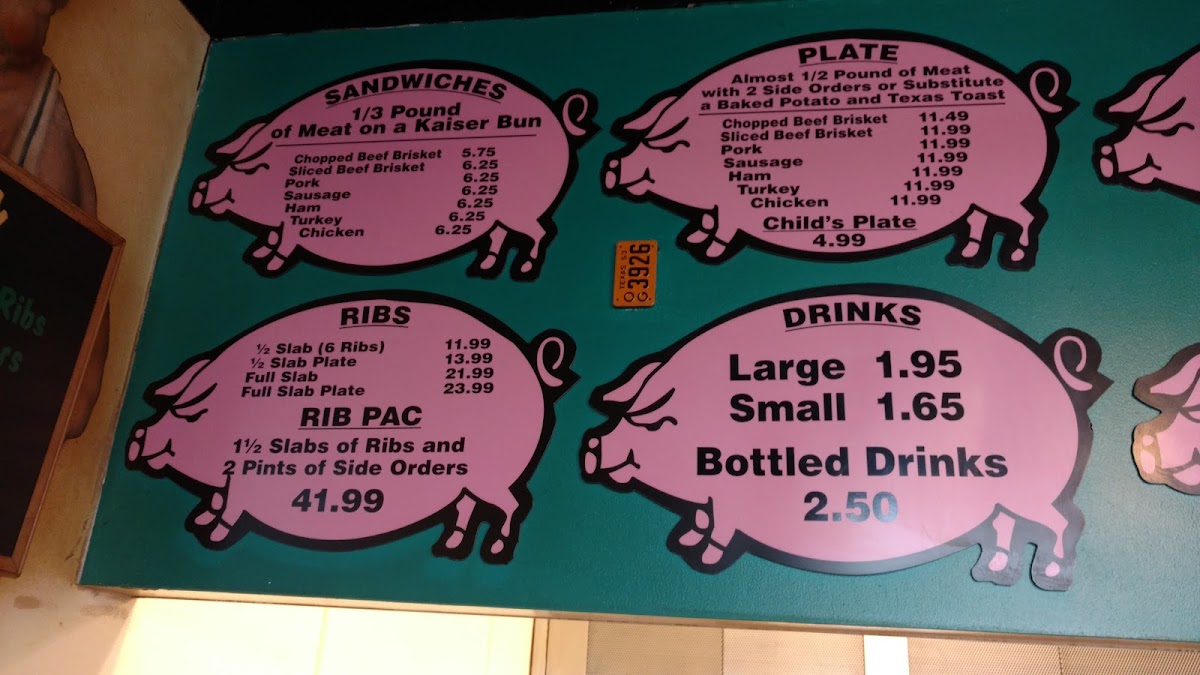 SANDWICHES
1/3 Pound
of Meat on a Kaiser Bun
Chopped Beef Brisket 5.75
Sliced Beef Brisket 6.25
Pork 6.25
Sausage 6.25
Ham 6.25
Turkey 6.25
Chicken 6.25
PLATE
Almost 1/2 Pound of Meat
with 2 Side Orders or Substitute
a Baked Potato and Texas Toast
Chopped Beef Brisket 11.49
Sliced Beef Brisket 11.99
Pork 11.99
Sausage 11.99
Ham 11.99
Turkey 11.99
Chicken 11.99
Child's Plate
4.99
TEXAS 53
OG 3926
RIBS
½ Slab (6 Ribs) 11.99
½ Slab Plate 13.99
Full Slab 21.99
Full Slab Plate 23.99
RIB PAC
1½ Slabs of Ribs and
2 Pints of Side Orders
41.99
DRINKS
Large 1.95
Small 1.65
Bottled Drinks
2.50
Ribs